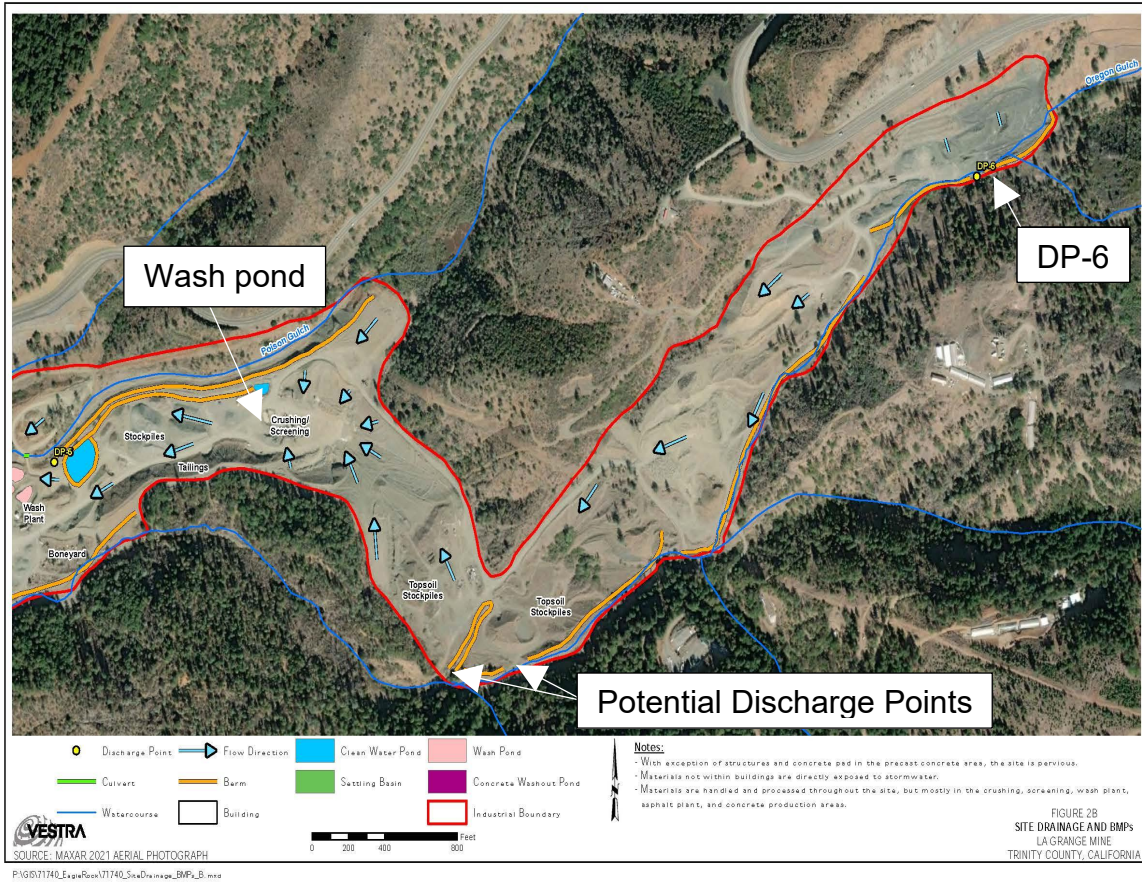 Oregon Gulch
DP-6
DP-6
Wash pond
Poison Gulch
Crushing/
Screening
Stockpiles
DP-6
Tailings
Wash
Plant
Boneyard
Topsoil
Stockpiles
Topsoil
Stockpiles
Potential Discharge Points
Discharge Point
Flow Direction
Clean Water Pond
Wash Pond
Culvert
Berm
Settling Basin
Concrete Washout Pond
Watercourse
Building
Industrial Boundary
N
Notes:
- With exception of structures and concrete pad in the precast concrete area, the site is pervious.
- Materials not within buildings are directly exposed to stormwater.
- Materials are handled and processed throughout the site, but mostly in the crushing, screening, wash plant,
asphalt plant, and concrete production areas.
VESTRA
SOURCE: MAXAR 2021 AERIAL PHOTOGRAPH
Feet
0 200 400 800
FIGURE 2B
SITE DRAINAGE AND BMPs
LA GRANGE MINE
TRINITY COUNTY, CALIFORNIA
P:\GIS\71740_EagleRock\71740_SiteDrainage_BMPs_B.mxd